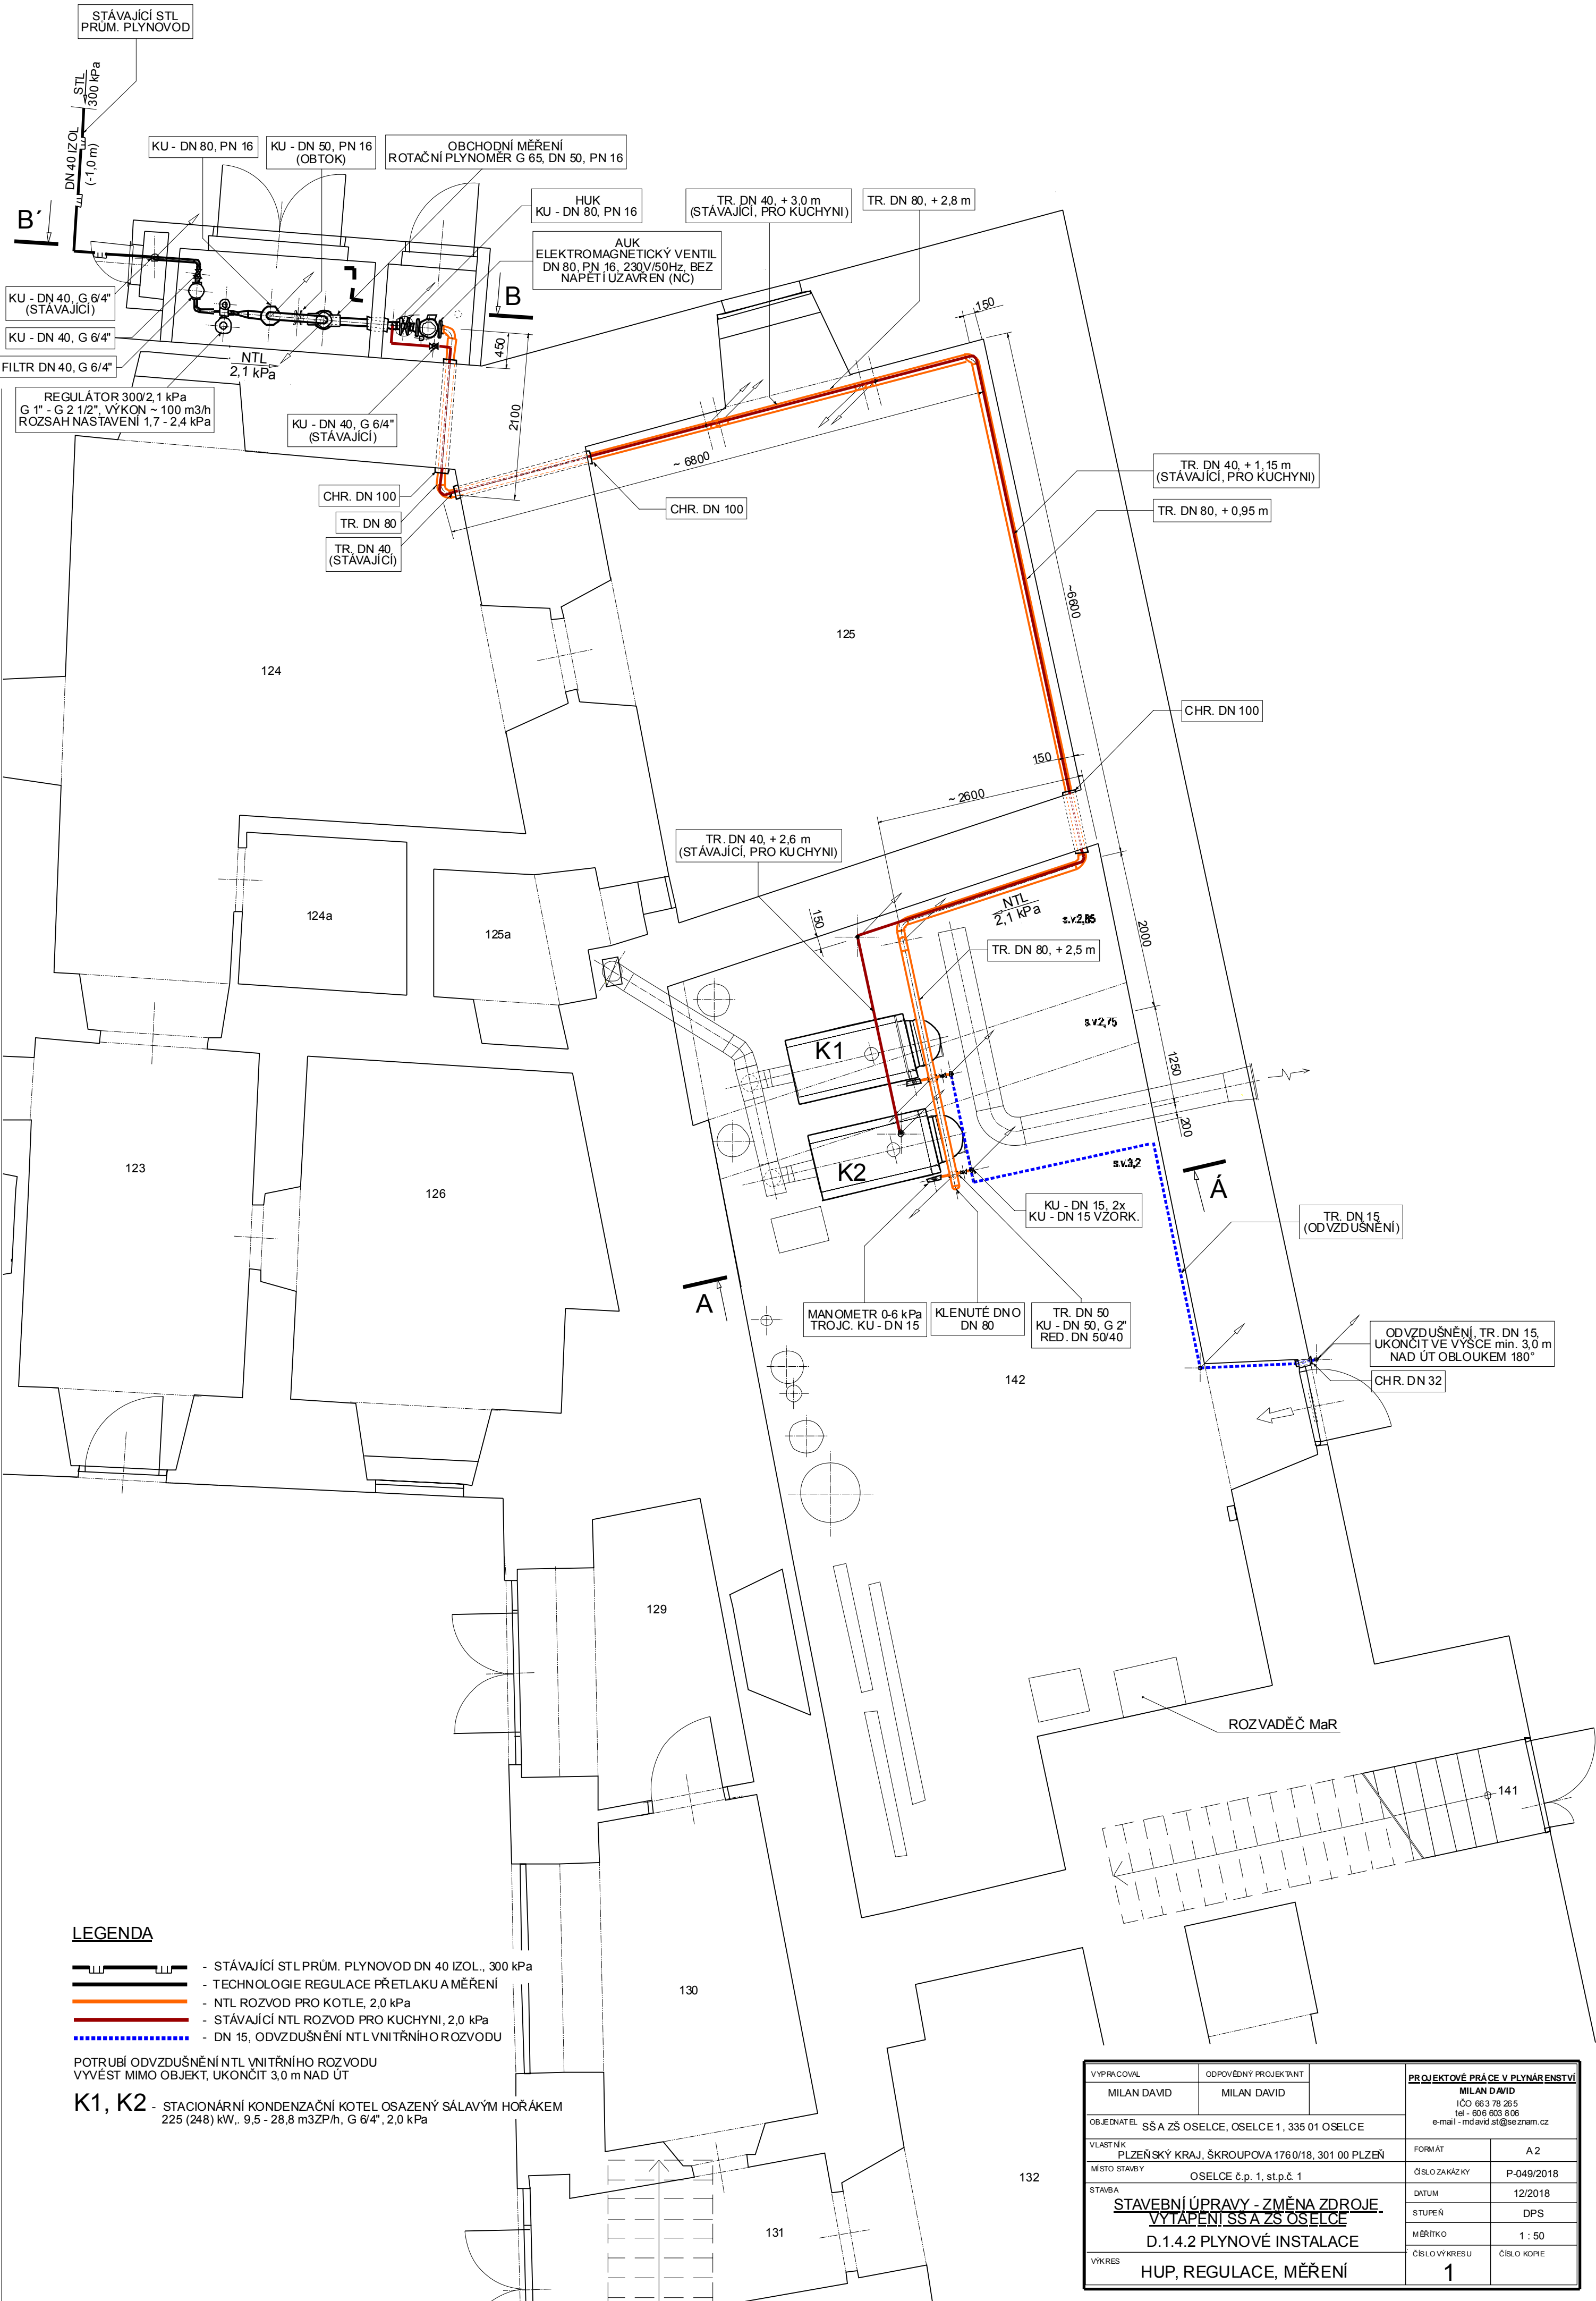 STÁVAJÍCÍ STL
PRŮM. PLYNOVOD
STL
300 kPa
DN 40 IZOL
(-1,0 m)
KU - DN 80, PN 16
KU - DN 50, PN 16
(OBTOK)
OBCHODNÍ MĚŘENÍ
ROTAČNÍ PLYNOMĚR G 65, DN 50, PN 16
HUK
KU - DN 80, PN 16
TR. DN 40, + 3,0 m
(STÁVAJÍCÍ, PRO KUCHYNI)
TR. DN 80, + 2,8 m
B´
AUK
ELEKTROMAGNETICKÝ VENTIL
DN 80, PN 16, 230V/50Hz, BEZ
NAPĚTÍ UZAVŘEN (NC)
B
KU - DN 40, G 6/4"
(STÁVAJÍCÍ)
KU - DN 40, G 6/4"
FILTR DN 40, G 6/4"
NTL
2,1 kPa
450
150
REGULÁTOR 300/2,1 kPa
G 1" - G 2 1/2", VÝKON ~ 100 m3/h
ROZSAH NASTAVENÍ 1,7 - 2,4 kPa
KU - DN 40, G 6/4"
(STÁVAJÍCÍ)
2100
~ 6800
CHR. DN 100
TR. DN 80
TR. DN 40
(STÁVAJÍCÍ)
CHR. DN 100
TR. DN 40, + 1,15 m
(STÁVAJÍCÍ, PRO KUCHYNI)
TR. DN 80, + 0,95 m
~6600
125
124
CHR. DN 100
150
~ 2600
TR. DN 40, + 2,6 m
(STÁVAJÍCÍ, PRO KUCHYNI)
124a
125a
150
NTL
2,1 kPa
s.v.2,85
2000
TR. DN 80, + 2,5 m
s.v.2,75
K1
1250
200
K2
s.v.3,2
Á
123
126
KU - DN 15, 2x
KU - DN 15 VZORK.
TR. DN 15
(ODVZDUŠNĚNÍ)
A
MANOMETR 0-6 kPa
TROJC. KU - DN 15
KLENUTÉ DNO
DN 80
TR. DN 50
KU - DN 50, G 2"
RED. DN 50/40
ODVZDUŠNĚNÍ, TR. DN 15,
UKONČIT VE VÝŠCE min. 3,0 m
NAD ÚT OBLOUKEM 180°
CHR. DN 32
142
129
ROZVADĚČ MaR
141
130
132
131
LEGENDA
- STÁVAJÍCÍ STL PRŮM. PLYNOVOD DN 40 IZOL., 300 kPa
- TECHNOLOGIE REGULACE PŘETLAKU A MĚŘENÍ
- NTL ROZVOD PRO KOTLE, 2,0 kPa
- STÁVAJÍCÍ NTL ROZVOD PRO KUCHYNI, 2,0 kPa
- DN 15, ODVZDUŠNĚNÍ NTL VNITŘNÍHO ROZVODU
POTRUBÍ ODVZDUŠNĚNÍ NTL VNITŘNÍHO ROZVODU
VYVÉST MIMO OBJEKT, UKONČIT 3,0 m NAD ÚT
K1, K2 - STACIONÁRNÍ KONDENZAČNÍ KOTEL OSAZENÝ SÁLAVÝM HOŘÁKEM
225 (248) kW,. 9,5 - 28,8 m3ZP/h, G 6/4", 2,0 kPa
VYPRACOVAL
MILAN DAVID
ODPOVĚDNÝ PROJEKTANT
MILAN DAVID
PROJEKTOVÉ PRÁCE V PLYNÁRENSTVÍ
MILAN DAVID
IČO 663 78 265
tel - 606 603 806
e-mail - mdavid.st@seznam.cz
OBJEDNATEL SŠ A ZŠ OSELCE, OSELCE 1, 335 01 OSELCE
VLASTNÍK
PLZEŇSKÝ KRAJ, ŠKROUPOVA 1760/18, 301 00 PLZEŇ
MÍSTO STAVBY
OSELCE č.p. 1, st.p.č. 1
STAVBA
STAVEBNÍ ÚPRAVY - ZMĚNA ZDROJE
VYTÁPĚNÍ SŠ A ZŠ OSELCE
D.1.4.2 PLYNOVÉ INSTALACE
VÝKRES
HUP, REGULACE, MĚŘENÍ
FORMÁT A 2
ČÍSLO ZAKÁZKY P-049/2018
DATUM 12/2018
STUPEŇ DPS
MĚŘÍTKO 1 : 50
ČÍSLO VÝKRESU
1
ČÍSLO KOPIE